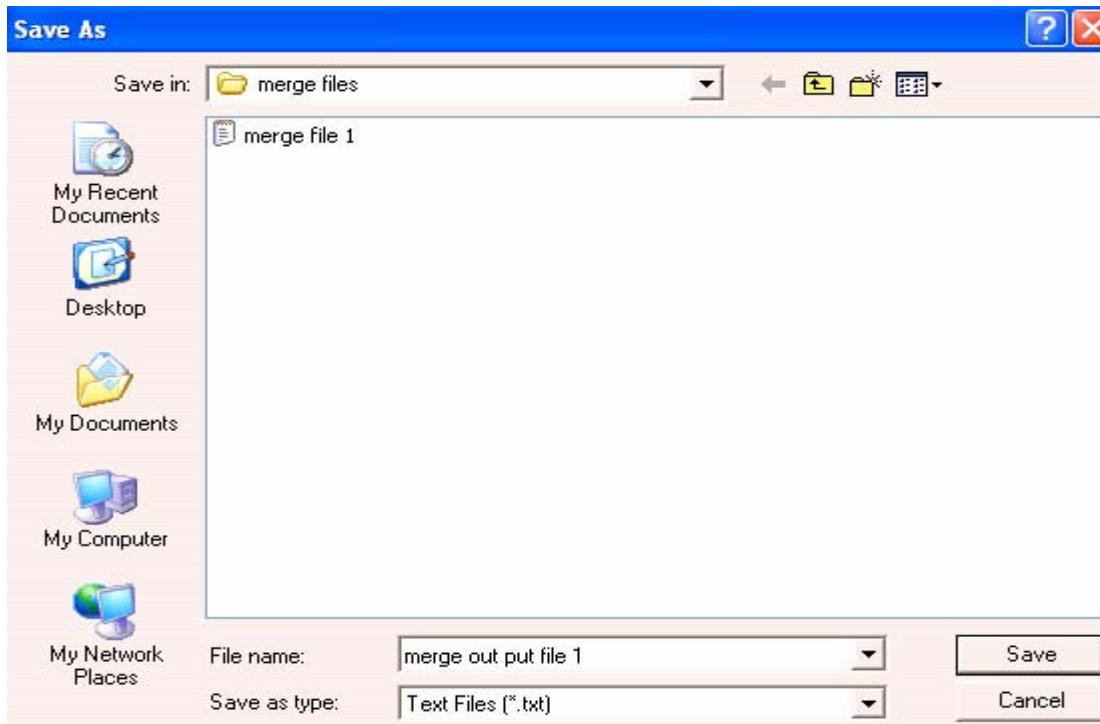 Save As
Save in:
merge files
merge file 1
My Recent
Documents
Desktop
My Documents
My Computer
My Network
Places
File name:
merge out put file 1
Save
Save as type:
Text Files (*.txt)
Cancel